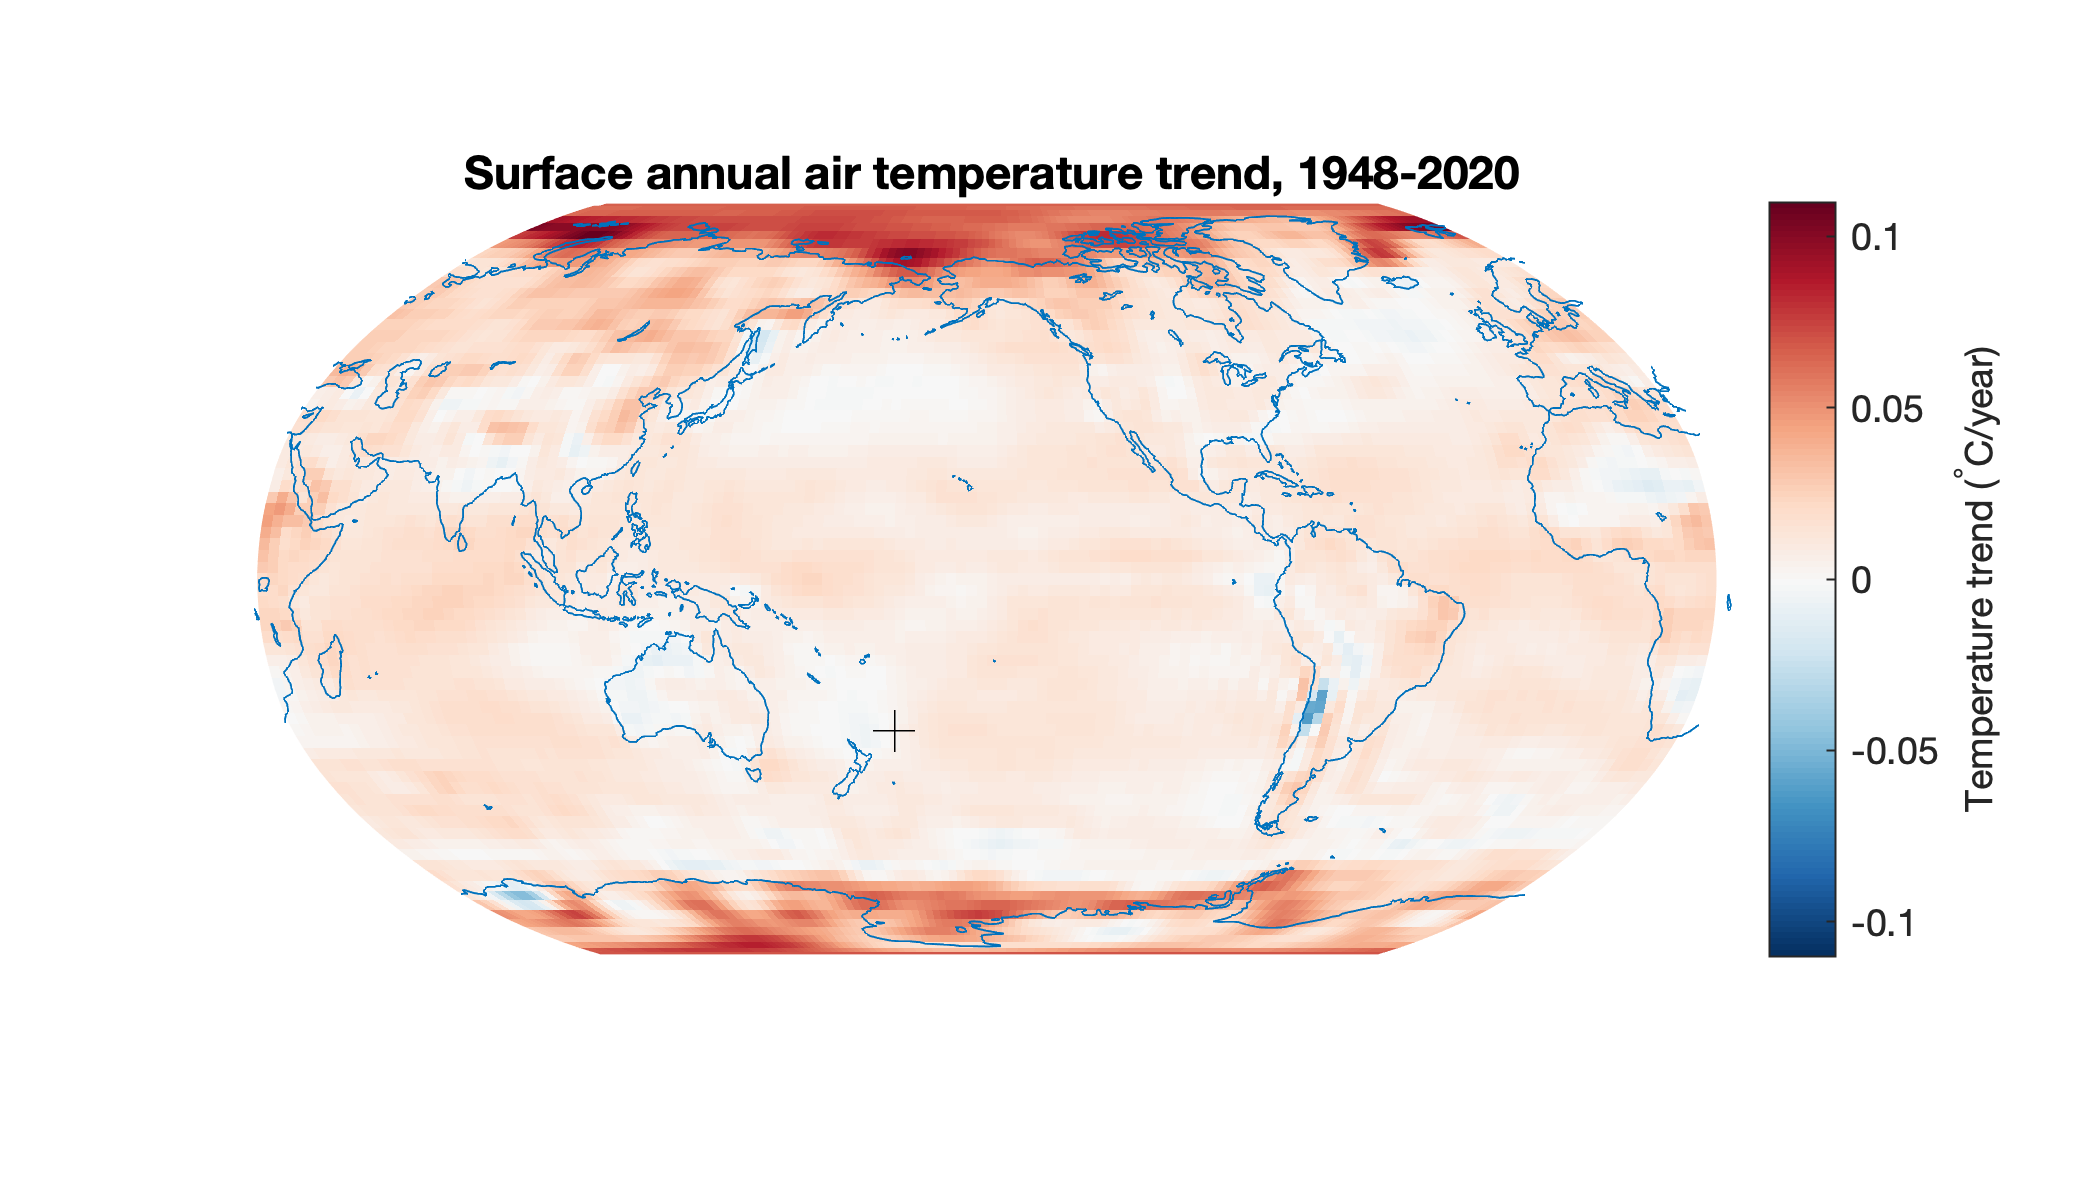 Surface annual air temperature trend, 1948-2020
0.1
0.05
0
-0.05
-0.1
Temperature trend (°C/year)